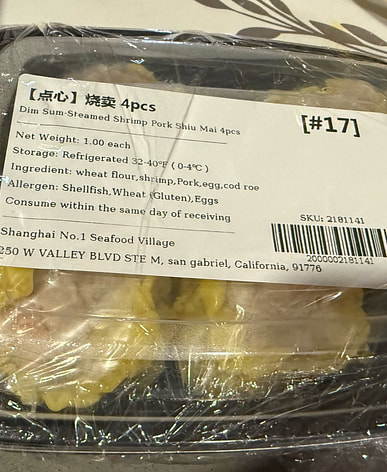 【点心】烧卖 4pcs
Dim Sum-Steamed Shrimp Pork Shiu Mai 4pcs
[#17]
Net Weight: 1.00 each
Storage: Refrigerated 32-40°F ( 0-4℃ )
Ingredient: wheat flour,shrimp,Pork,egg,cod roe
Allergen: Shellfish,Wheat (Gluten),Eggs
Consume within the same day of receiving
SKU: 2181141
2000002181141
Shanghai No.1 Seafood Village
250 W VALLEY BLVD STE M, san gabriel, California, 91776